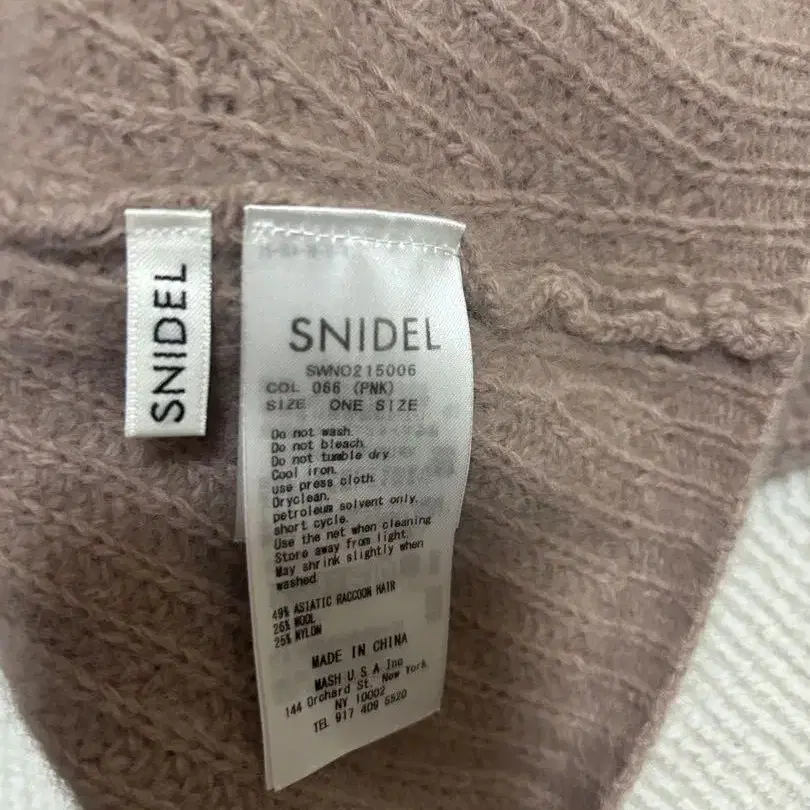 SNIDEL
SNIDEL
SWNO215006
COL 066 (PNK)
SIZE ONE SIZE
Do not wash.
Do not bleach.
Do not tumble dry
Cool iron.
use press cloth.
Dryclean.
petroleum solvent only.
short cycle.
Use the net when cleaning
Store away from light.
May shrink slightly when
washed.
49% ASIATIC RACCOON HAIR
26% WOOL
25% NYLON
MADE IN CHINA
MASH U S A Inc
144 Orchard St. New York
NY 10002
TEL 917 409 5520